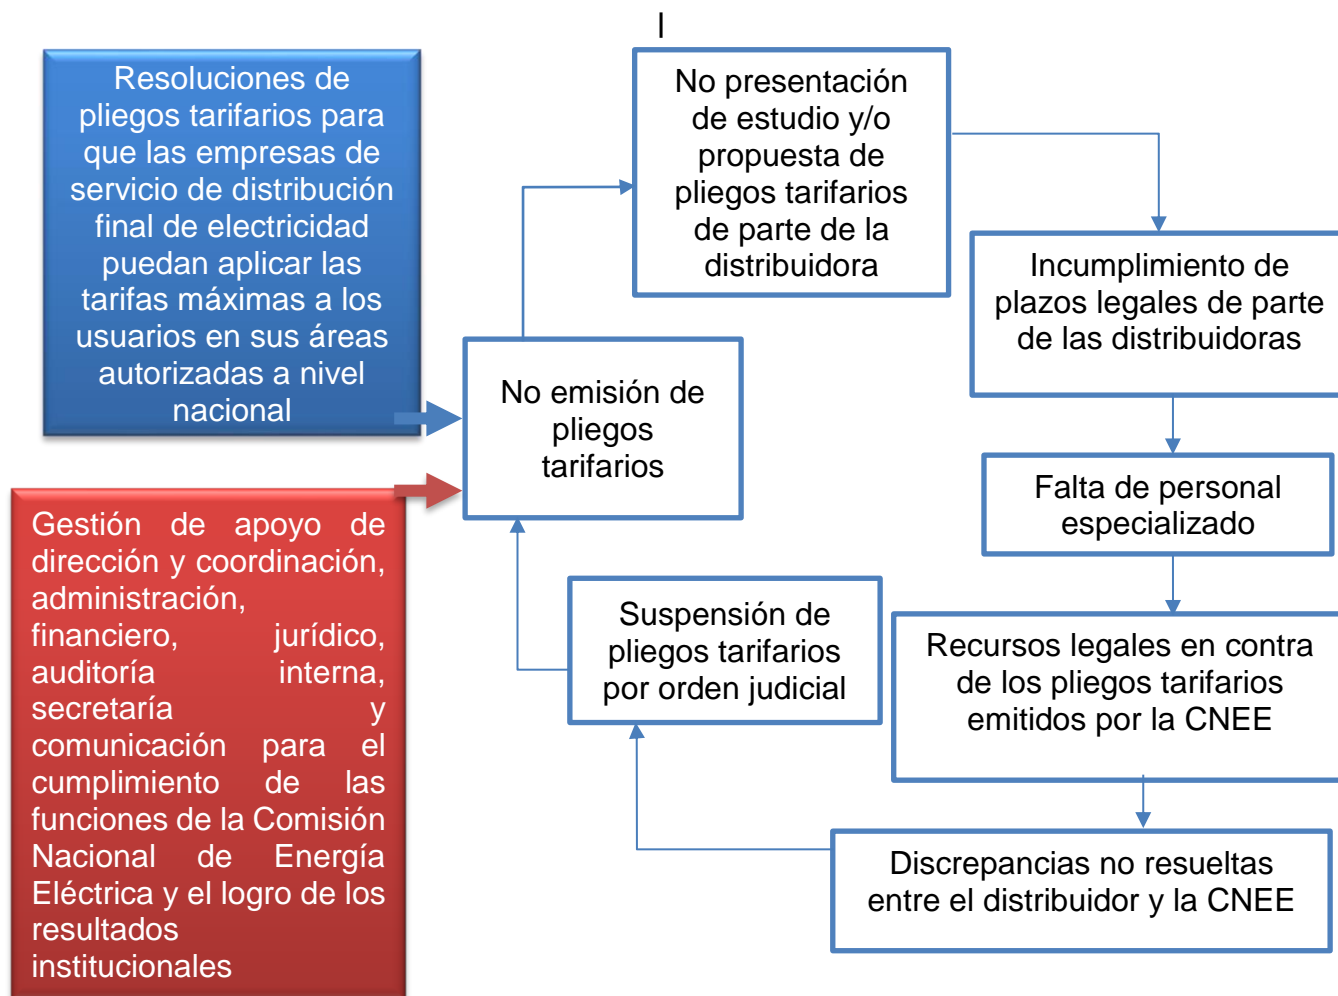 I
Resoluciones de
pliegos tarifarios para
que las empresas de
servicio de distribución
final de electricidad
puedan aplicar las
tarifas máximas a los
usuarios en sus áreas
autorizadas a nivel
nacional
No presentación
de estudio y/o
propuesta de
pliegos tarifarios
de parte de la
distribuidora
Incumplimiento de
plazos legales de parte
de las distribuidoras
No emisión de
pliegos
tarifarios
Falta de personal
especializado
Gestión de apoyo de
dirección y coordinación,
administración,
financiero, jurídico,
auditoría interna,
secretaría y
comunicación para el
cumplimiento de las
funciones de la Comisión
Nacional de Energía
Eléctrica y el logro de los
resultados
institucionales
Suspensión de
pliegos tarifarios
por orden judicial
Recursos legales en contra
de los pliegos tarifarios
emitidos por la CNEE
Discrepancias no resueltas
entre el distribuidor y la CNEE